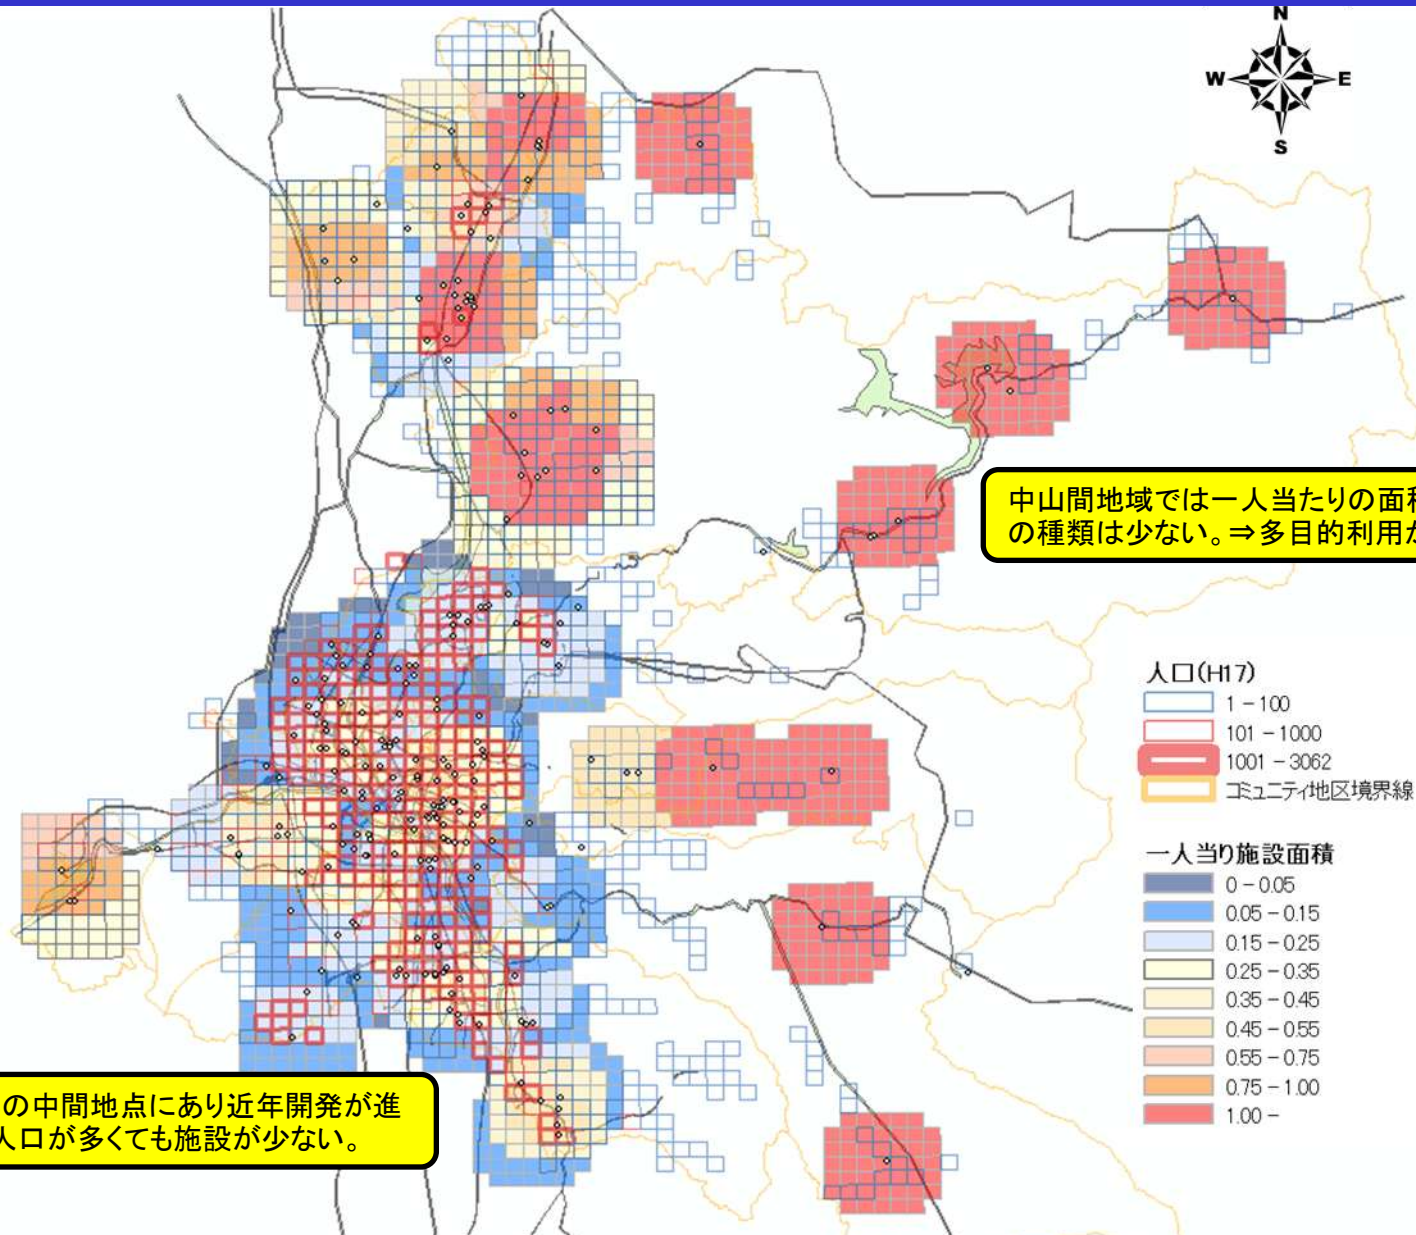 N
W
E
S
中山間地域では一人当たりの面積
の種類は少ない。⇒多目的利用が
人口(H17)
1 - 100
101 - 1000
1001 - 3062
コミュニティ地区境界線
一人当り施設面積
0 - 0.05
0.05 - 0.15
0.15 - 0.25
0.25 - 0.35
0.35 - 0.45
0.45 - 0.55
0.55 - 0.75
0.75 - 1.00
1.00 -
の中間地点にあり近年開発が進
人口が多くても施設が少ない。